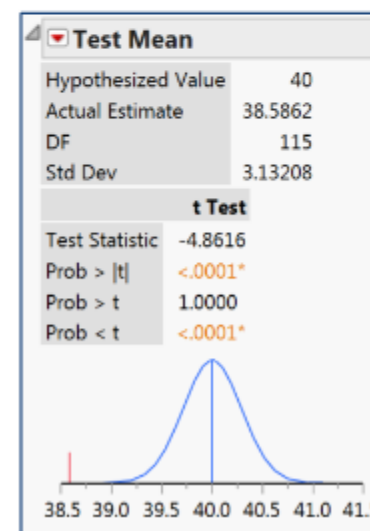 Test Mean
Hypothesized Value 40
Actual Estimate 38.5862
DF 115
Std Dev 3.13208
t Test
Test Statistic -4.8616
Prob > |t| <.0001*
Prob > t 1.0000
Prob < t <.0001*
38.5 39.0 39.5 40.0 40.5 41.0 41.